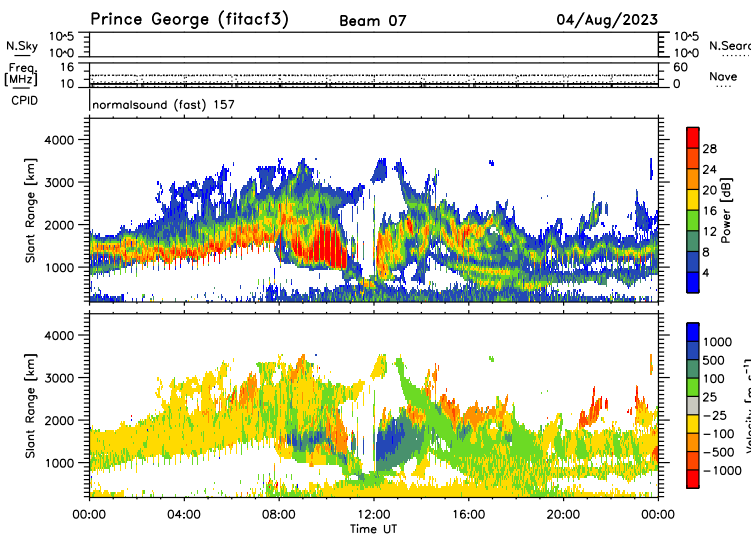 Prince George (fitacf3) Beam 07 04/Aug/2023
N.Sky 10^5 10^0 10^5 10^0 N.Sear
Freq [MHz] 16 10 60 0 Nave
CPID normalsound (fast) 157
Slant Range [km] 4000 3000 2000 1000
28 24 20 16 12 8 4 Power [dB]
Slant Range [km] 4000 3000 2000 1000
1000 500 100 25 -25 -100 -500 -1000 Velocity [m s⁻¹]
00:00 04:00 08:00 12:00 16:00 20:00 00:00
Time UT